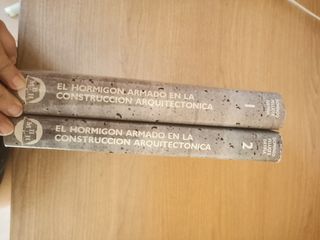 EL HORMIGON ARMADO EN LA
CONSTRUCCION ARQUITECTONICA
1
EL HORMIGON ARMADO EN LA
CONSTRUCCION ARQUITECTONICA
2